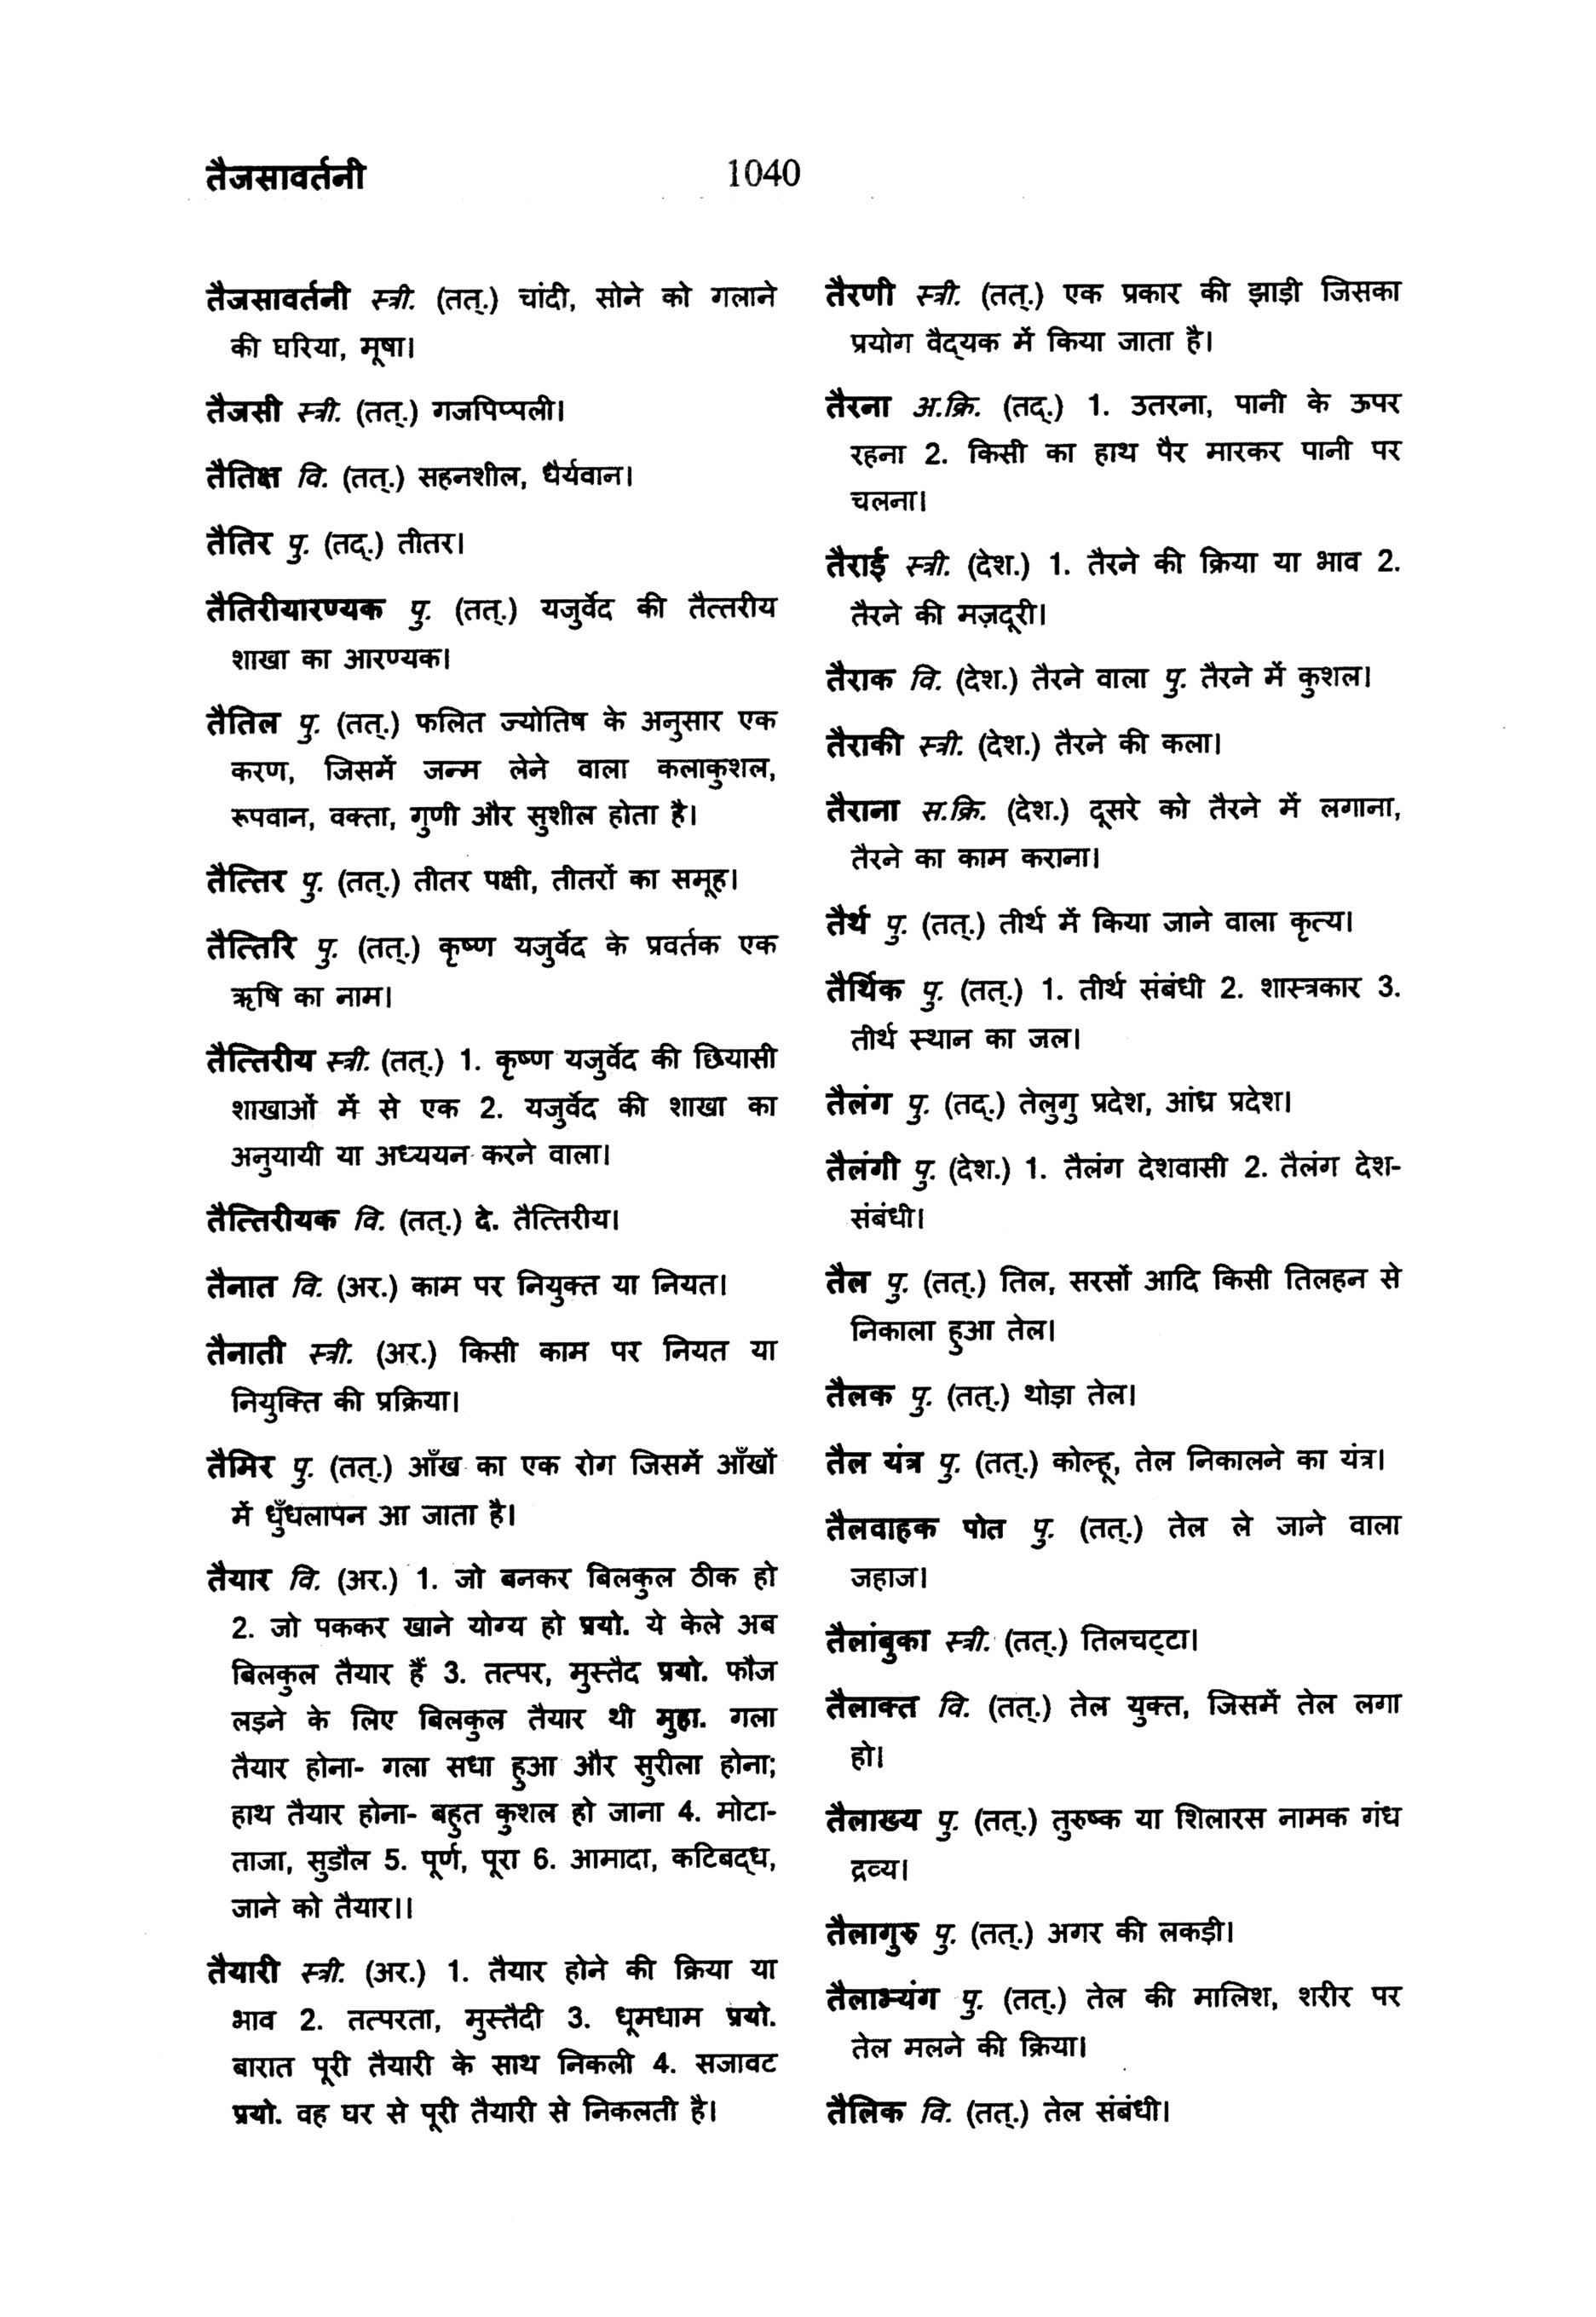 तैजसावर्तनी
1040
तैजसावर्तनी स्त्री. (तत्.) चांदी, सोने को गलाने
की घरिया, मूषा।
तैजसी स्त्री. (तत्.) गजपिप्पली।
तैतिक्ष वि. (तत्.) सहनशील, धैर्यवान।
तैतिर पु. (तद्.) तीतर।
तैतिरीयारण्यक पु. (तत्.) यजुर्वेद की तैत्तरीय
शाखा का आरण्यक।
तैतिल पु. (तत्.) फलित ज्योतिष के अनुसार एक
करण, जिसमें जन्म लेने वाला कलाकुशल,
रूपवान, वक्ता, गुणी और सुशील होता है।
तैत्तिर पु. (तत्.) तीतर पक्षी, तीतरों का समूह।
तैत्तिरि पु. (तत्.) कृष्ण यजुर्वेद के प्रवर्तक एक
ऋषि का नाम।
तैत्तिरीय स्त्री. (तत्.) 1. कृष्ण यजुर्वेद की छियासी
शाखाओं में से एक 2. यजुर्वेद की शाखा का
अनुयायी या अध्ययन करने वाला।
तैत्तिरीयक वि. (तत्.) दे. तैत्तिरीय।
तैनात वि. (अर.) काम पर नियुक्त या नियत।
तैनाती स्त्री. (अर.) किसी काम पर नियत या
नियुक्ति की प्रक्रिया।
तैमिर पु. (तत्.) आँख का एक रोग जिसमें आँखों
में धुँधलापन आ जाता है।
तैयार वि. (अर.) 1. जो बनकर बिलकुल ठीक हो
2. जो पककर खाने योग्य हो प्रयो. ये केले अब
बिलकुल तैयार हैं 3. तत्पर, मुस्तैद प्रयो. फौज
लड़ने के लिए बिलकुल तैयार थी मुहा. गला
तैयार होना- गला सधा हुआ और सुरीला होना;
हाथ तैयार होना- बहुत कुशल हो जाना 4. मोटा-
ताजा, सुडौल 5. पूर्ण, पूरा 6. आमादा, कटिबद्ध,
जाने को तैयार।।
तैयारी स्त्री. (अर.) 1. तैयार होने की क्रिया या
भाव 2. तत्परता, मुस्तैदी 3. धूमधाम प्रयो.
बारात पूरी तैयारी के साथ निकली 4. सजावट
प्रयो. वह घर से पूरी तैयारी से निकलती है।
तैरणी स्त्री. (तत्.) एक प्रकार की झाड़ी जिसका
प्रयोग वैद्यक में किया जाता है।
तैरना अ.क्रि. (तद्.) 1. उतरना, पानी के ऊपर
रहना 2. किसी का हाथ पैर मारकर पानी पर
चलना।
तैराई स्त्री. (देश.) 1. तैरने की क्रिया या भाव 2.
तैरने की मज़दूरी।
तैराक वि. (देश.) तैरने वाला पु. तैरने में कुशल।
तैराकी स्त्री. (देश.) तैरने की कला।
तैराना स.क्रि. (देश.) दूसरे को तैरने में लगाना,
तैरने का काम कराना।
तैर्थ पु. (तत्.) तीर्थ में किया जाने वाला कृत्य।
तैर्थिक पु. (तत्.) 1. तीर्थ संबंधी 2. शास्त्रकार 3.
तीर्थ स्थान का जल।
तैलंग पु. (तद्.) तेलुगु प्रदेश, आंध्र प्रदेश।
तैलंगी पु. (देश.) 1. तैलंग देशवासी 2. तैलंग देश-
संबंधी।
तैल पु. (तत्.) तिल, सरसों आदि किसी तिलहन से
निकाला हुआ तेल।
तैलक पु. (तत्.) थोड़ा तेल।
तैल यंत्र पु. (तत्.) कोल्हू, तेल निकालने का यंत्र।
तैलवाहक पोत पु. (तत्.) तेल ले जाने वाला
जहाज।
तैलांबुका स्त्री. (तत्.) तिलचट्टा।
तैलाक्त वि. (तत्.) तेल युक्त, जिसमें तेल लगा
हो।
तैलाख्य पु. (तत्.) तुरुष्क या शिलारस नामक गंध
द्रव्य।
तैलागुरु पु. (तत्.) अगर की लकड़ी।
तैलाभ्यंग पु. (तत्.) तेल की मालिश, शरीर पर
तेल मलने की क्रिया।
तैलिक वि. (तत्.) तेल संबंधी।